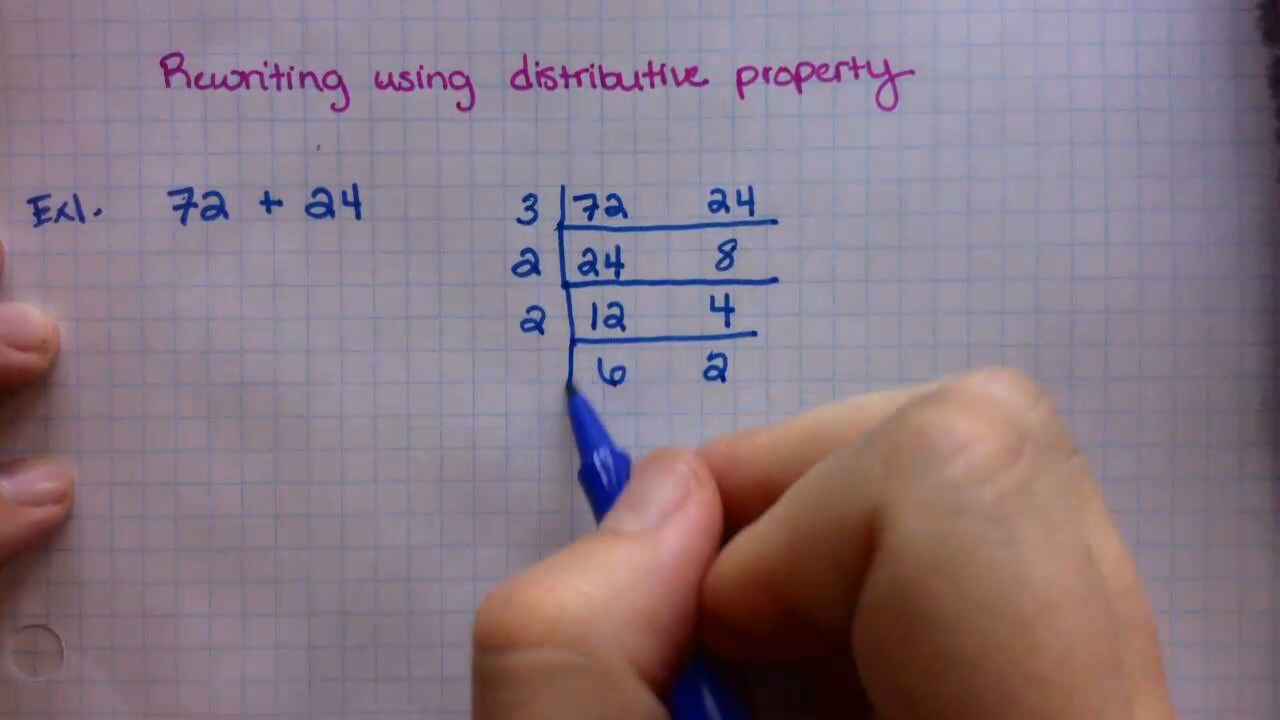 Rewriting using distributive property
Ex1. 72 + 24
3 72 24
2 24 8
2 12 4
6 2